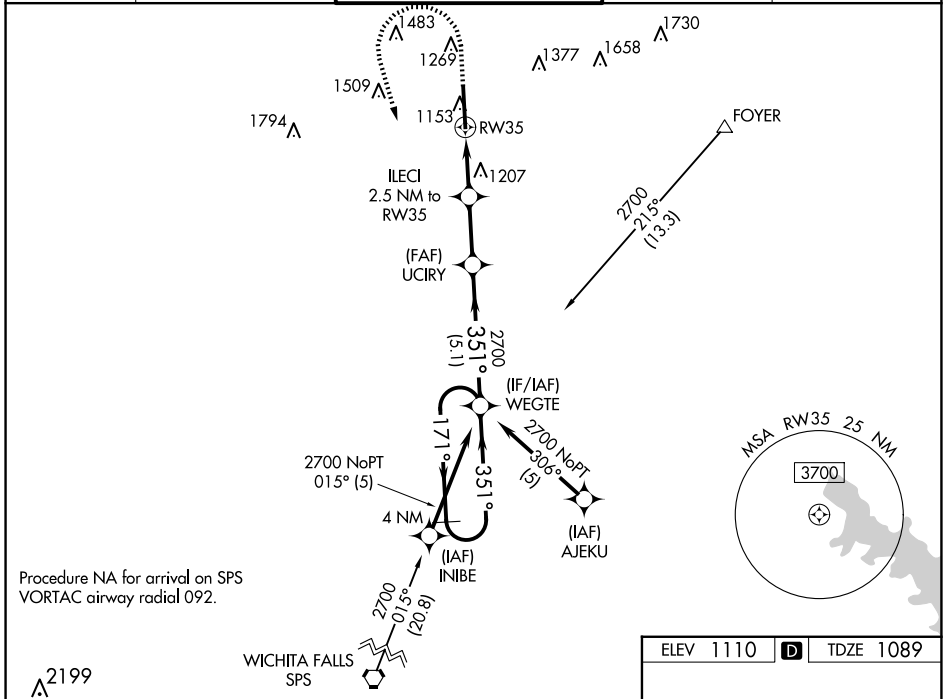 1483
1730
1269
1377
1658
1509
1794
1153
RW35
FOYER
ILECI
2.5 NM to
RW35
1207
2700
215°
(13.3)
(FAF)
UCIRY
351°
2700
(5.1)
(IF/IAF)
WEGTE
171°
351°
2700 NoPT
306°
(5)
2700 NoPT
015° (5)
4 NM
(IAF)
INIBE
(IAF)
AJEKU
MSA RW35 25 NM
3700
Procedure NA for arrival on SPS
VORTAC airway radial 092.
2700
015°
(20.8)
WICHITA FALLS
SPS
2199
ELEV 1110 D TDZE 1089